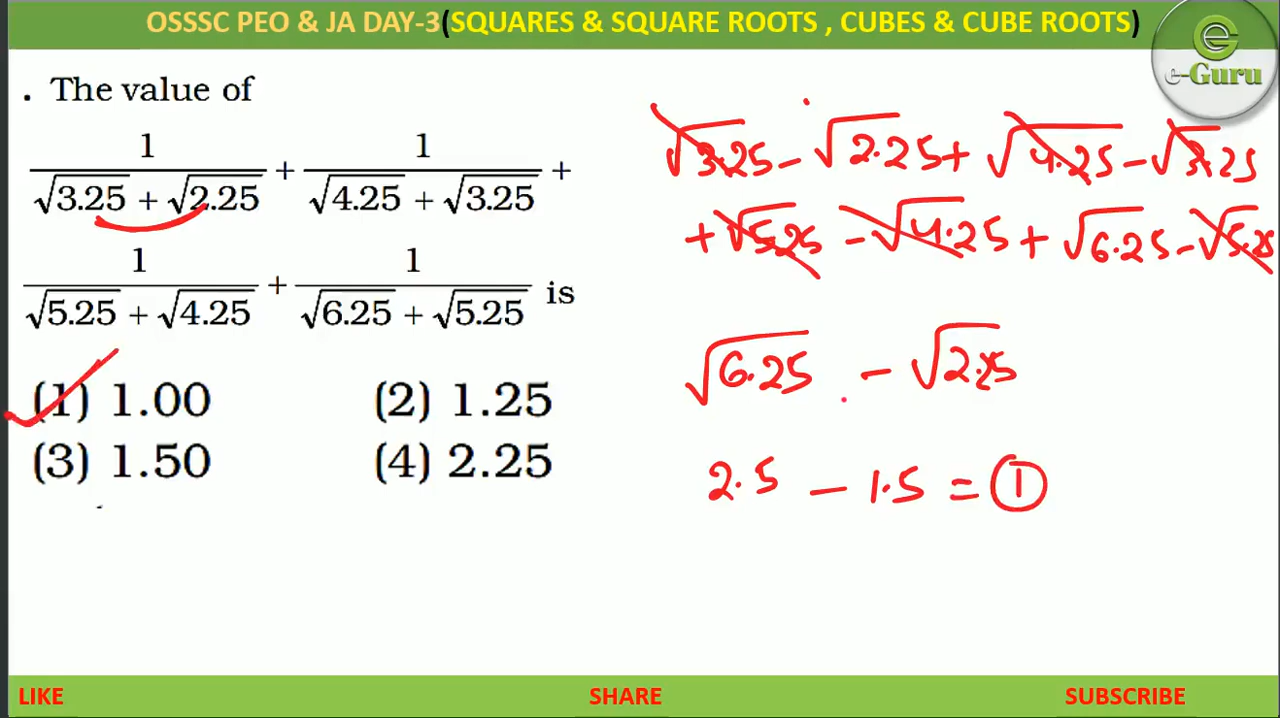 OSSSC PEO & JA DAY-3(SQUARES & SQUARE ROOTS , CUBES & CUBE ROOTS)
e
e-Guru
. The value of
1/(√3.25 + √2.25) + 1/(√4.25 + √3.25) +
1/(√5.25 + √4.25) + 1/(√6.25 + √5.25) is
(1) 1.00 (2) 1.25
(3) 1.50 (4) 2.25
√3.25 - √2.25 + √4.25 - √3.25
+ √5.25 - √4.25 + √6.25 - √5.25
√6.25 - √2.25
2.5 - 1.5 = 1
LIKE SHARE SUBSCRIBE